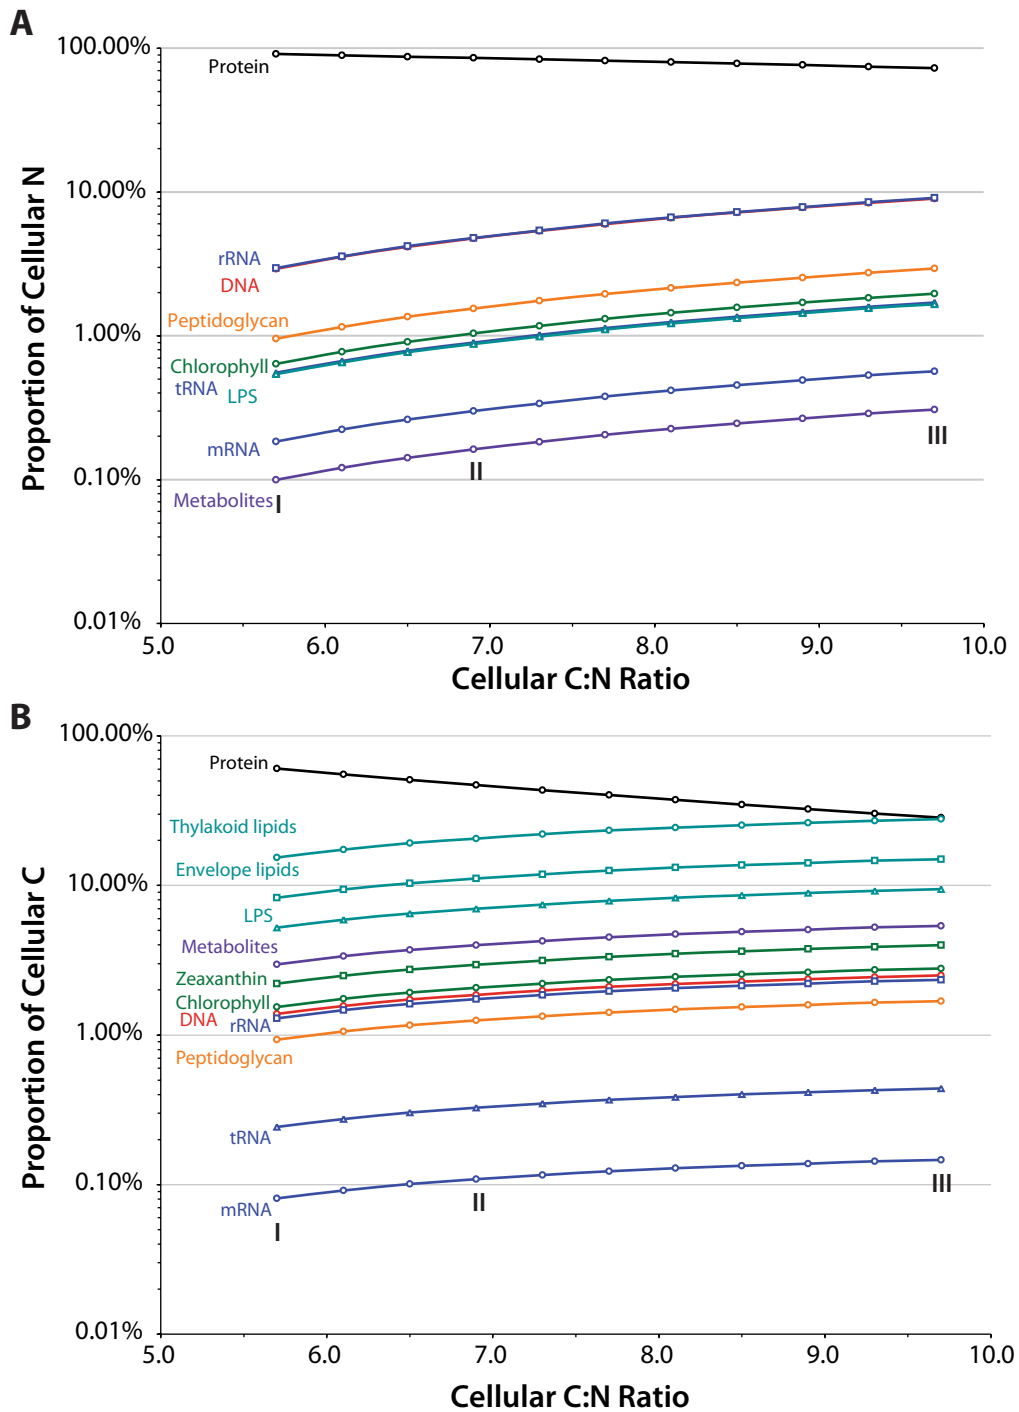 A
100.00%
Protein
10.00%
rRNA
DNA
Peptidoglycan
1.00%
Chlorophyll
tRNA
LPS
mRNA
III
II
0.10%
Metabolites
I
0.01%
Proportion of Cellular N
5.0 6.0 7.0 8.0 9.0 10.0
Cellular C:N Ratio
B
100.00%
Protein
Thylakoid lipids
Envelope lipids
10.00%
LPS
Metabolites
Zeaxanthin
Chlorophyll
DNA
rRNA
1.00%
Peptidoglycan
tRNA
0.10%
III
II
mRNA
I
0.01%
Proportion of Cellular C
5.0 6.0 7.0 8.0 9.0 10.0
Cellular C:N Ratio